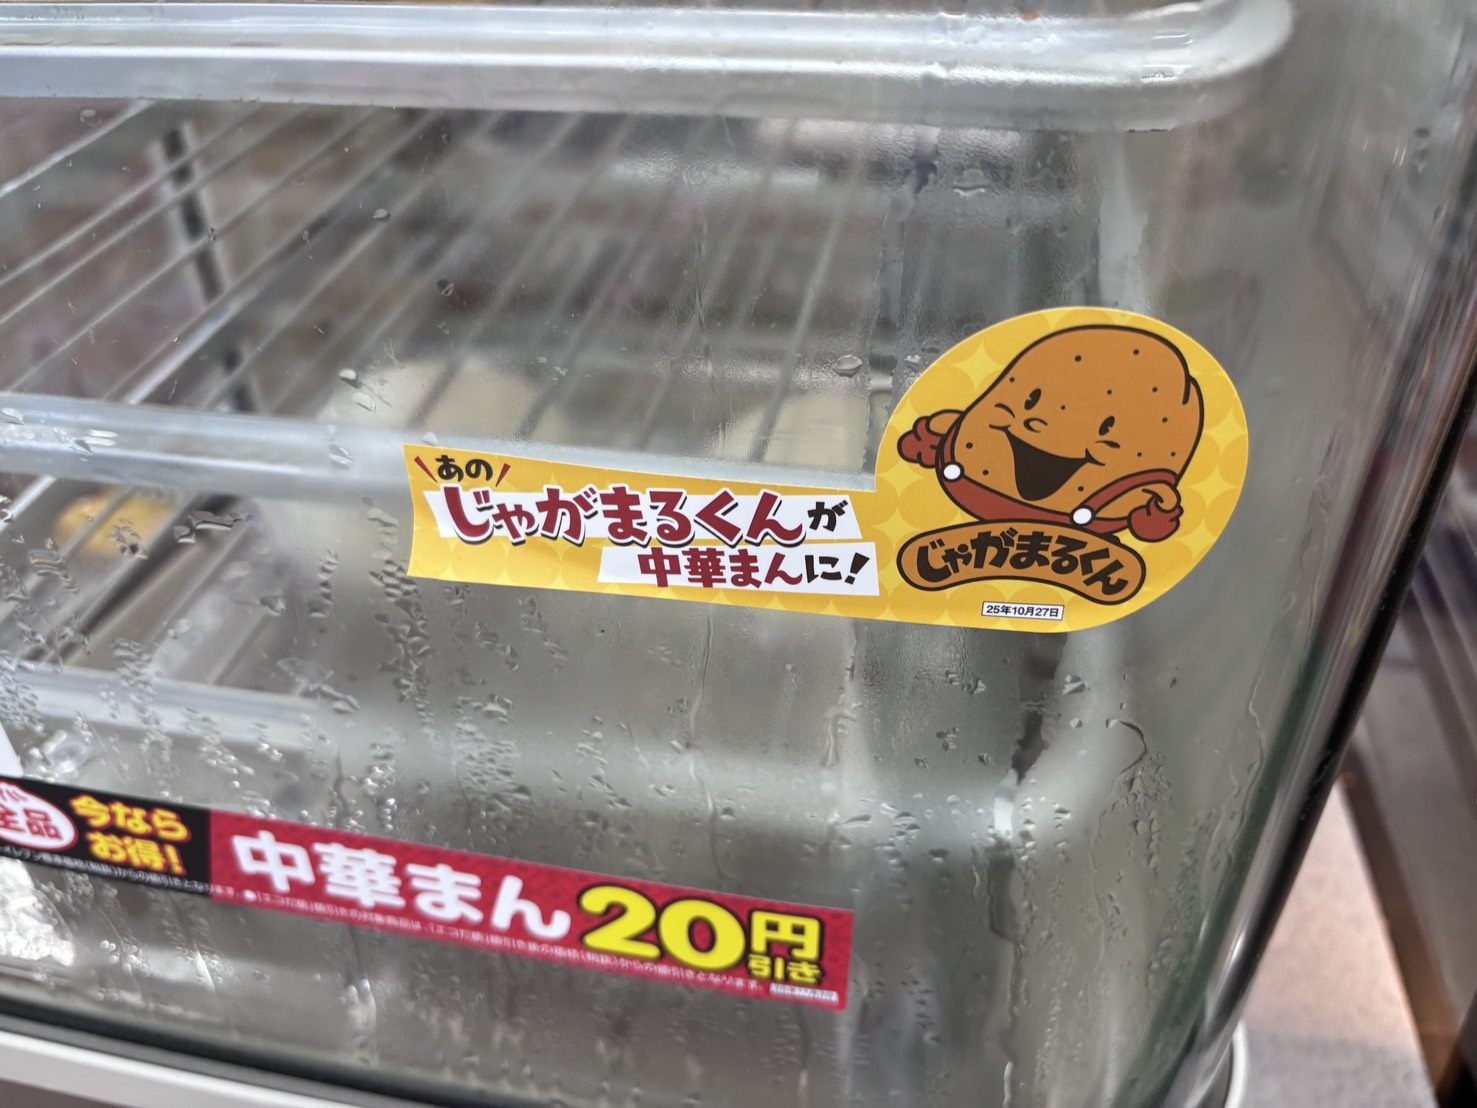 あの
じゃがまるくんが
中華まんに!
じゃがまるくん
25年10月27日
全品
今なら
お得!
中華まん20円
引き